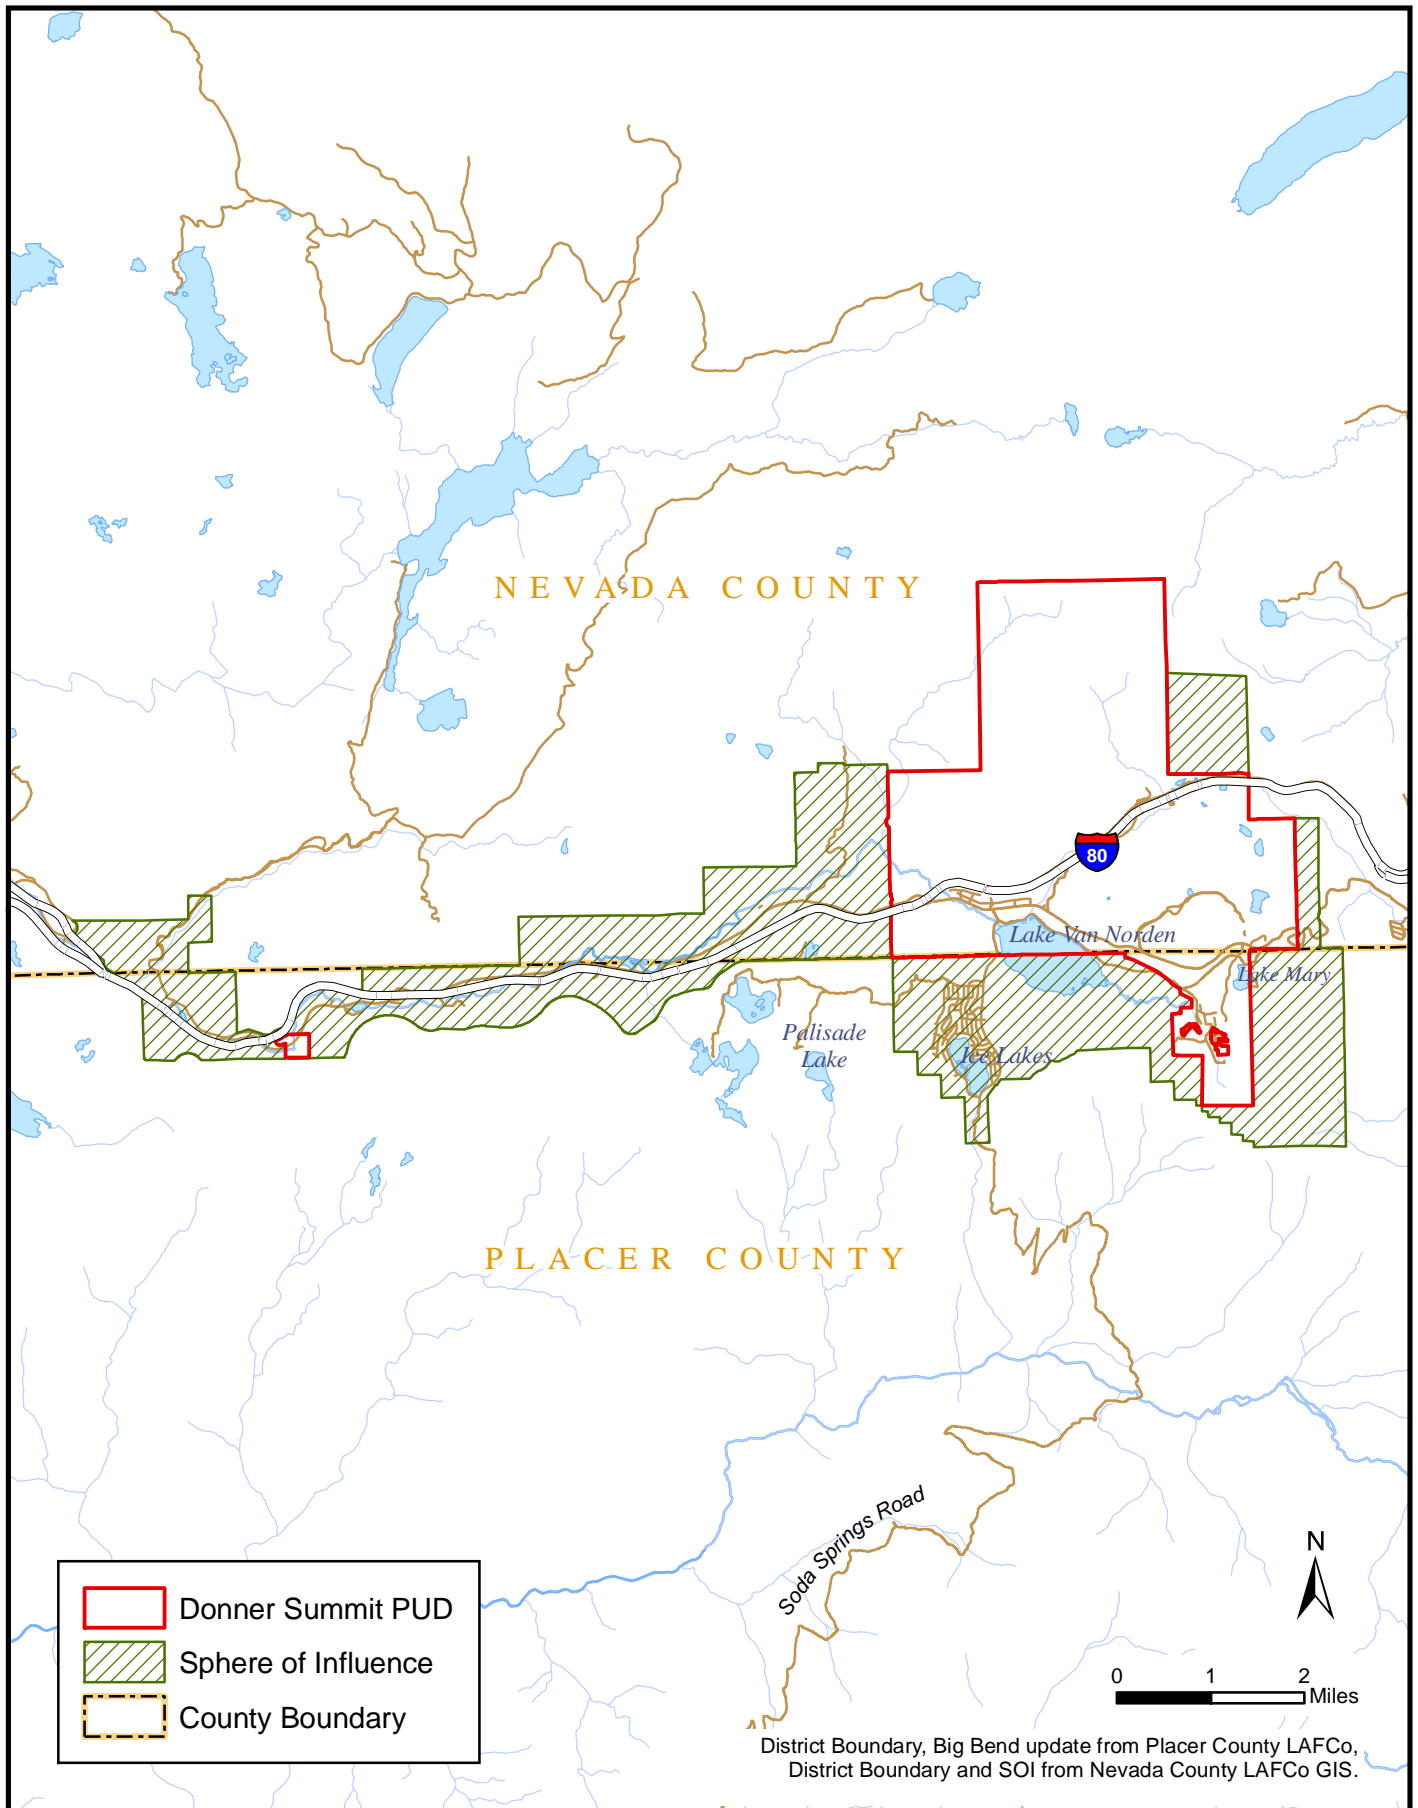 NEVADA COUNTY
80
Lake Van Norden
Lake Mary
Palisade
Lake
Ice Lakes
PLACER COUNTY
Soda Springs Road
N
0 1 2
Miles
Donner Summit PUD
Sphere of Influence
County Boundary
District Boundary, Big Bend update from Placer County LAFCo,
District Boundary and SOI from Nevada County LAFCo GIS.